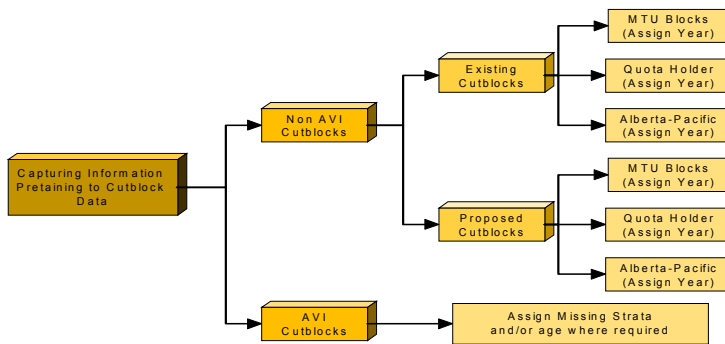 Capturing Information
Pretaining to Cutblock
Data
Non AVI
Cutblocks
Existing
Cutblocks
MTU Blocks
(Assign Year)
Quota Holder
(Assign Year)
Alberta-Pacific
(Assign Year)
Proposed
Cutblocks
MTU Blocks
(Assign Year)
Quota Holder
(Assign Year)
Alberta-Pacific
(Assign Year)
AVI
Cutblocks
Assign Missing Strata
and/or age where required